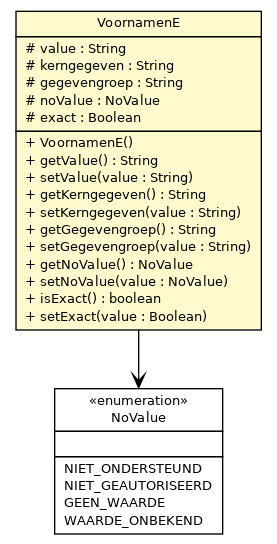 VoornamenE
# value : String
# kerngegeven : String
# gegevengroep : String
# noValue : NoValue
# exact : Boolean
+ VoornamenE()
+ getValue() : String
+ setValue(value : String)
+ getKerngegeven() : String
+ setKerngegeven(value : String)
+ getGegevengroep() : String
+ setGegevengroep(value : String)
+ getNoValue() : NoValue
+ setNoValue(value : NoValue)
+ isExact() : boolean
+ setExact(value : Boolean)
«enumeration»
NoValue
NIET_ONDERSTEUND
NIET_GEAUTORISEERD
GEEN_WAARDE
WAARDE_ONBEKEND